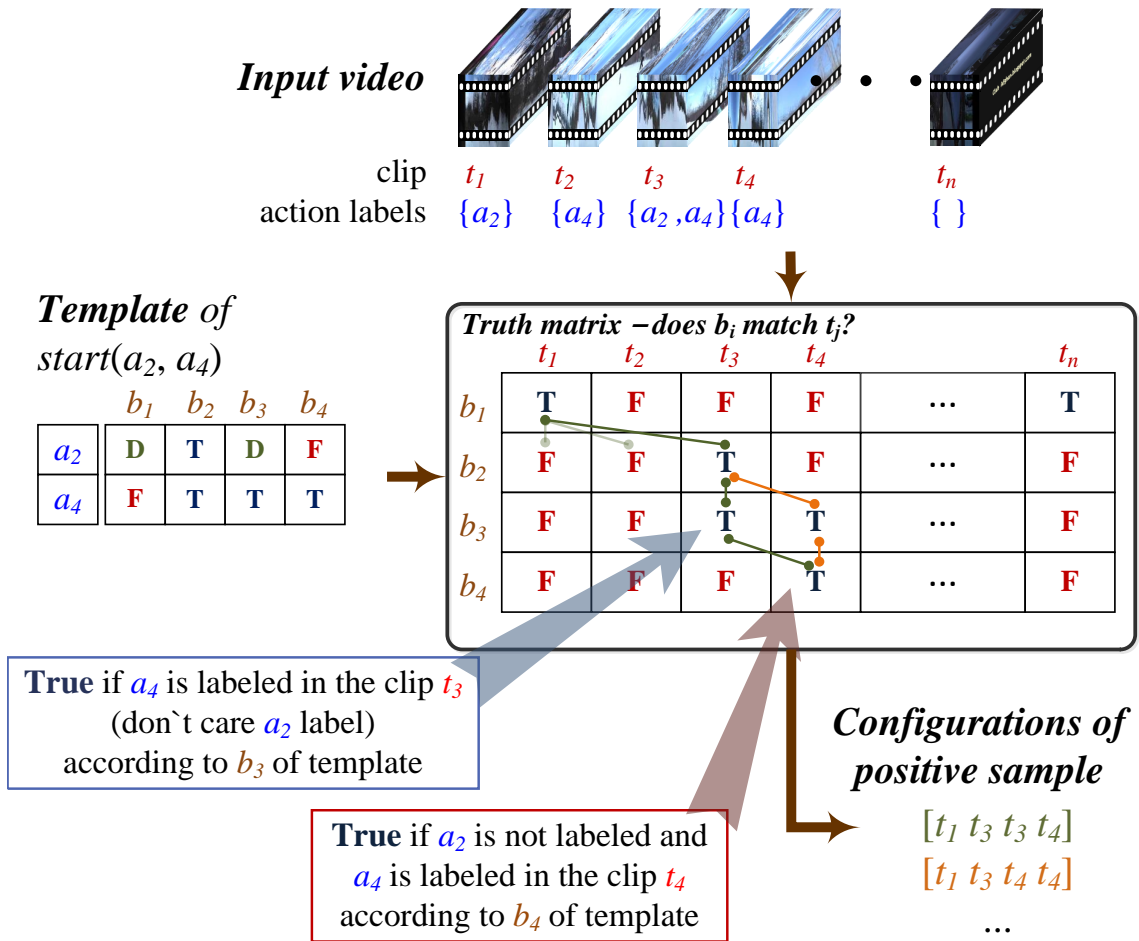 Input video
clip t1 t2 t3 t4 tn
action labels {a2} {a4} {a2 ,a4} {a4} { }
Template of
start(a2, a4)
b1 b2 b3 b4
a2 D T D F
a4 F T T T
Truth matrix –does bi match tj?
t1 t2 t3 t4 tn
b1 T F F F ... T
b2 F F T F ... F
b3 F F T T ... F
b4 F F F T ... F
True if a4 is labeled in the clip t3
(don`t care a2 label)
according to b3 of template
True if a2 is not labeled and
a4 is labeled in the clip t4
according to b4 of template
Configurations of
positive sample
[t1 t3 t3 t4]
[t1 t3 t4 t4]
...